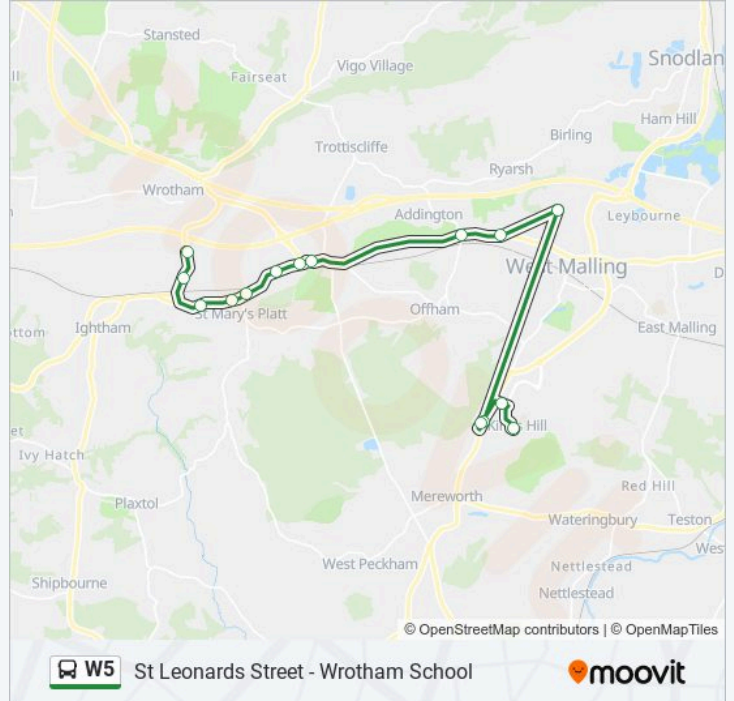 Stansted
Snodlan
Vigo Village
Fairseat
Ham Hill
Birling
Trottiscliffe
Ryarsh
Wrotham
Addington
Leybourne
West Malling
Offham
St Mary's Platt
Ightham
East Malling
Kings Hill
Ivy Hatch
Red Hill
Mereworth
Plaxtol
Wateringbury
Teston
West Peckham
Nettlestead
Shipbourne
Nettlestead
© OpenStreetMap contributors | © OpenMapTiles
W5 St Leonards Street - Wrotham School
moovit